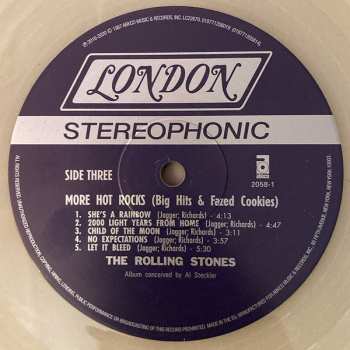 LONDON
STEREOPHONIC
SIDE THREE
abkco
2058-1
MORE HOT ROCKS (Big Hits & Fazed Cookies)
1. SHE'S A RAINBOW (Jagger; Richards) - 4:13
2. 2000 LIGHT YEARS FROM HOME (Jagger; Richards) - 4:47
3. CHILD OF THE MOON (Jagger; Richards) - 3:11
4. NO EXPECTATIONS (Jagger; Richards) - 3:57
5. LET IT BLEED (Jagger; Richards) - 5:30
THE ROLLING STONES
Album conceived by Al Steckler